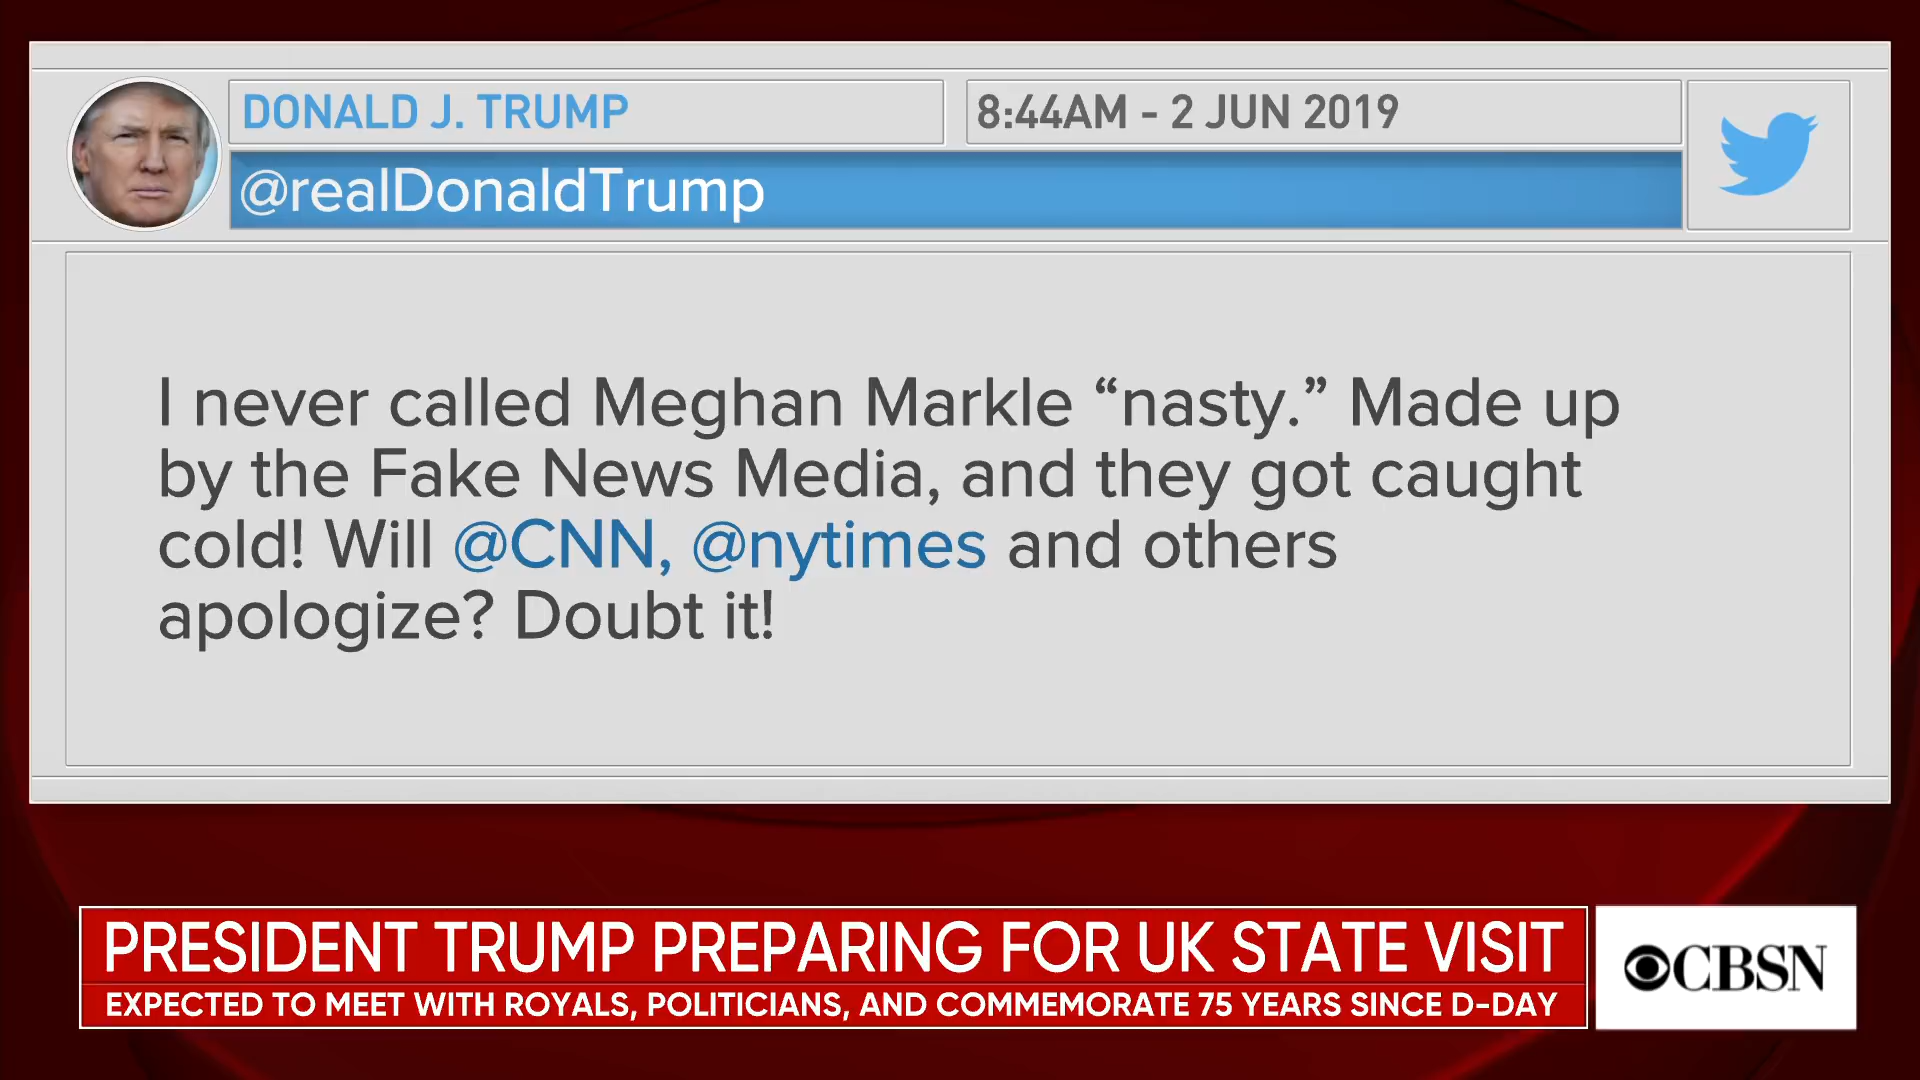 DONALD J. TRUMP
8:44AM - 2 JUN 2019
@realDonaldTrump
I never called Meghan Markle “nasty.” Made up
by the Fake News Media, and they got caught
cold! Will @CNN, @nytimes and others
apologize? Doubt it!
PRESIDENT TRUMP PREPARING FOR UK STATE VISIT
EXPECTED TO MEET WITH ROYALS, POLITICIANS, AND COMMEMORATE 75 YEARS SINCE D-DAY
CBSN